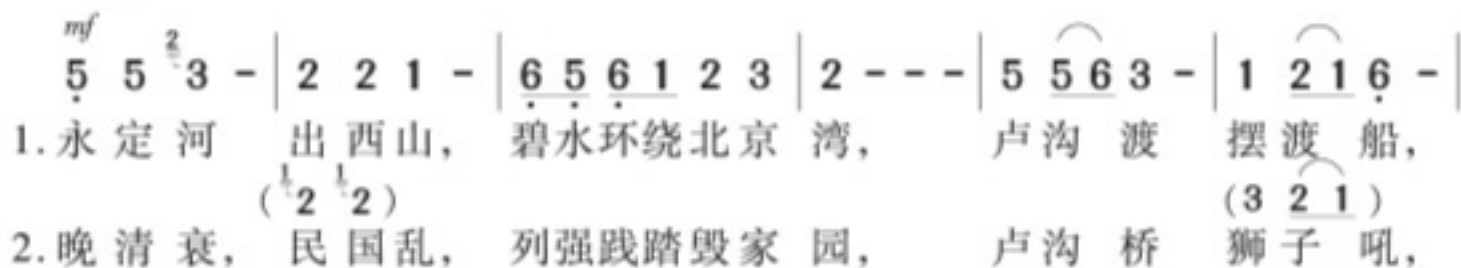 mf
5̣ 5 ²3 - | 2 2 1 - | 6̣ 5̣ 6̣ 1 2 3 | 2 - - - | 5 5 6 3 - | 1 2 1 6̣ - |
1.永定河 出西山， 碧水环绕北京湾， 卢沟渡 摆渡船，
(¹2 ¹2) (3 2 1)
2.晚清衰， 民国乱， 列强践踏毁家园， 卢沟桥 狮子吼，